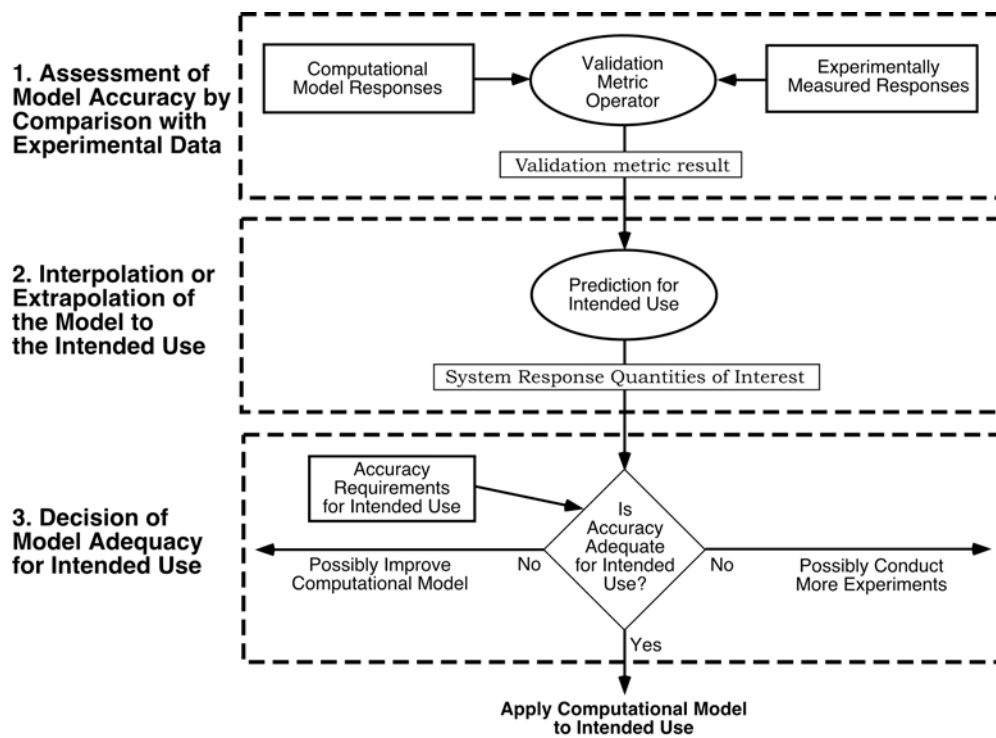 1. Assessment of
Model Accuracy by
Comparison with
Experimental Data
Computational
Model Responses
Validation
Metric
Operator
Experimentally
Measured Responses
Validation metric result
2. Interpolation or
Extrapolation of
the Model to
the Intended Use
Prediction for
Intended Use
System Response Quantities of Interest
3. Decision of
Model Adequacy
for Intended Use
Accuracy
Requirements
for Intended Use
Is
Accuracy
Adequate
for Intended
Use?
Possibly Improve
Computational Model
No
No
Possibly Conduct
More Experiments
Yes
Apply Computational Model
to Intended Use